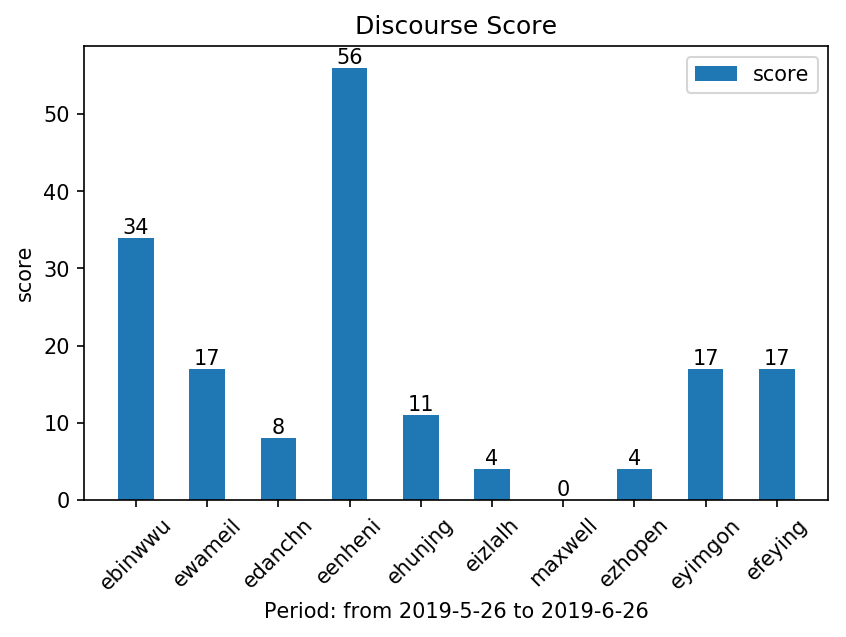 Discourse Score
score
56
34
17
8
11
4
0
4
17
17
50
40
30
20
10
0
score
ebinwwu
ewameil
edanchn
eenheni
ehunjng
eizlalh
maxwell
ezhopen
eyimgon
efeying
Period: from 2019-5-26 to 2019-6-26